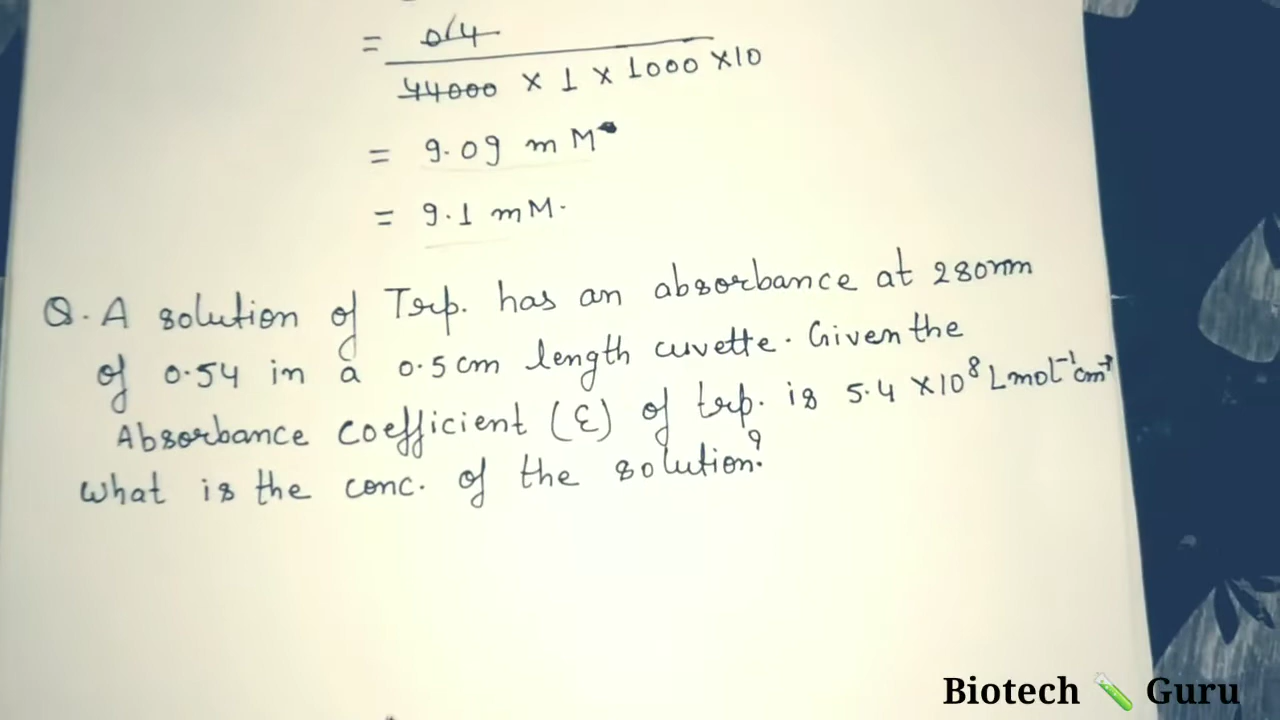 = 0.4
44000 × 1 × 1000 ×10
= 9.09 m M
= 9.1 mM.
Q. A solution of Trp. has an absorbance at 280nm
of 0.54 in a 0.5cm length cuvette. Given the
Absorbance coefficient (ε) of trp. is 5.4 ×10⁸ Lmol⁻¹cm⁻¹
What is the conc. of the solution?
Biotech Guru